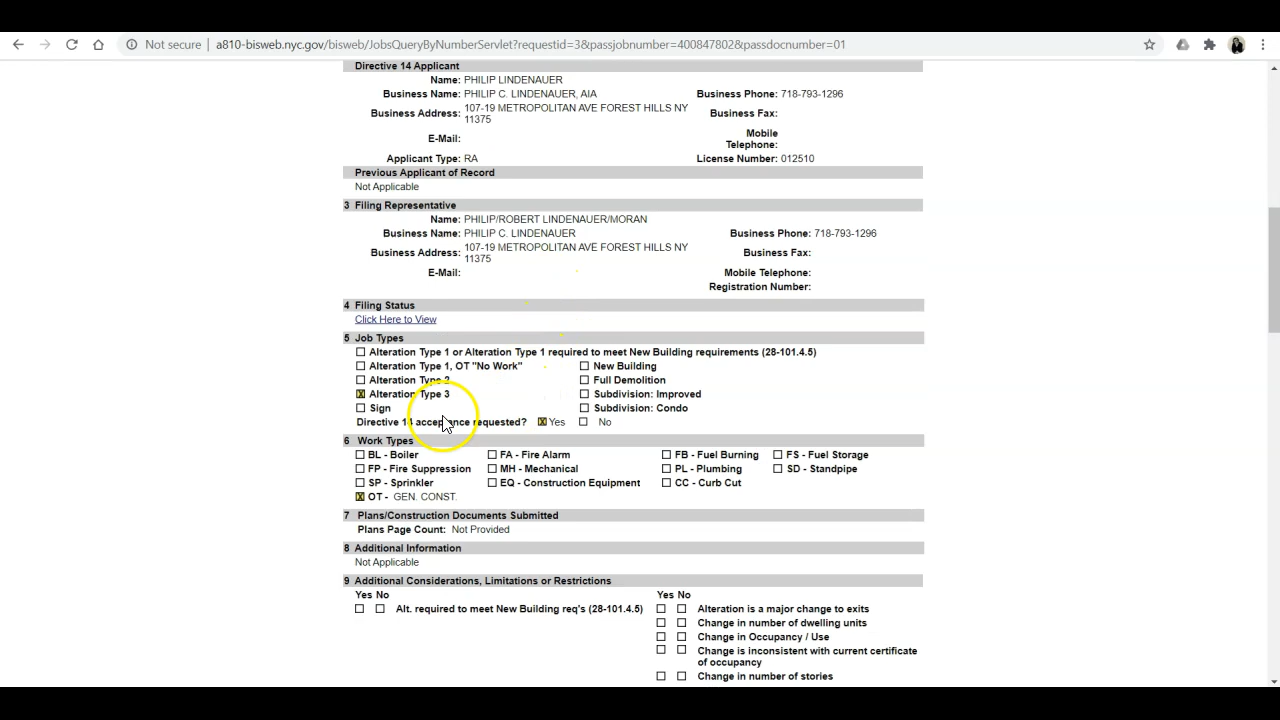 Not secure | a810-bisweb.nyc.gov/bisweb/JobsQueryByNumberServlet?requestid=3&passjobnumber=400847802&passdocnumber=01
Directive 14 Applicant
Name: PHILIP LINDENAUER
Business Name: PHILIP C. LINDENAUER, AIA Business Phone: 718-793-1296
Business Address: 107-19 METROPOLITAN AVE FOREST HILLS NY 11375 Business Fax:
E-Mail: Mobile Telephone:
Applicant Type: RA License Number: 012510
Previous Applicant of Record
Not Applicable
3 Filing Representative
Name: PHILIP/ROBERT LINDENAUER/MORAN
Business Name: PHILIP C. LINDENAUER Business Phone: 718-793-1296
Business Address: 107-19 METROPOLITAN AVE FOREST HILLS NY 11375 Business Fax:
E-Mail: Mobile Telephone:
Registration Number:
4 Filing Status
Click Here to View
5 Job Types
Alteration Type 1 or Alteration Type 1 required to meet New Building requirements (28-101.4.5)
Alteration Type 1, OT "No Work" New Building
Alteration Type 2 Full Demolition
X Alteration Type 3 Subdivision: Improved
Sign Subdivision: Condo
Directive 14 acceptance requested? X Yes No
6 Work Types
BL - Boiler FA - Fire Alarm FB - Fuel Burning FS - Fuel Storage
FP - Fire Suppression MH - Mechanical PL - Plumbing SD - Standpipe
SP - Sprinkler EQ - Construction Equipment CC - Curb Cut
X OT - GEN. CONST.
7 Plans/Construction Documents Submitted
Plans Page Count: Not Provided
8 Additional Information
Not Applicable
9 Additional Considerations, Limitations or Restrictions
Yes No Yes No
Alt. required to meet New Building req's (28-101.4.5) Alteration is a major change to exits
Change in number of dwelling units
Change in Occupancy / Use
Change is inconsistent with current certificate
of occupancy
Change in number of stories